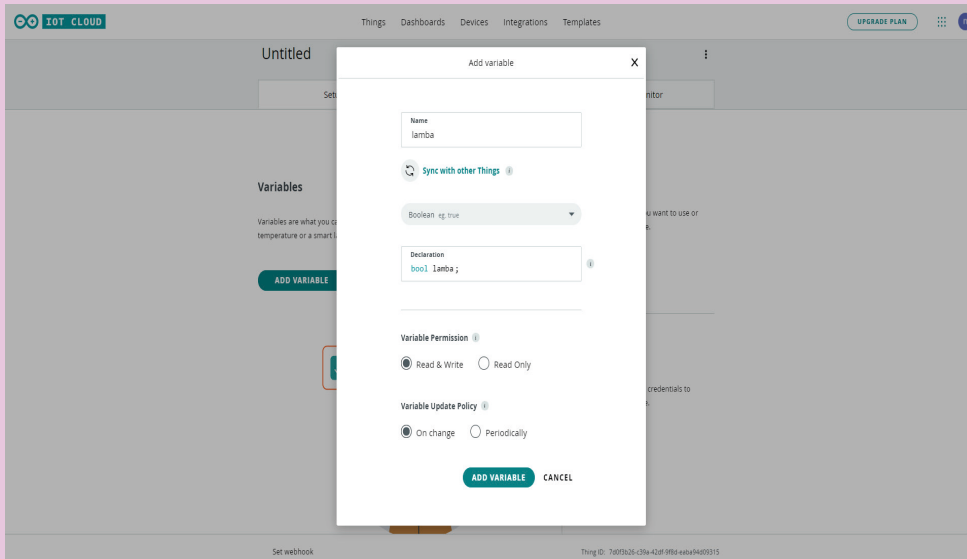 IOT CLOUD
Things Dashboards Devices Integrations Templates
UPGRADE PLAN
Untitled
Add variable X
Set
nitor
Name
lamba
Sync with other Things i
Variables
Variables are what you ca
temperature or a smart l
Boolean eg. true
u want to use or
e.
Declaration
bool lamba;
i
ADD VARIABLE
Variable Permission i
Read & Write Read Only
credentials to
Variable Update Policy i
On change Periodically
ADD VARIABLE CANCEL
Set webhook
Thing ID: 7d0f3b26-c39a-42df-9f8d-eaba94d09315